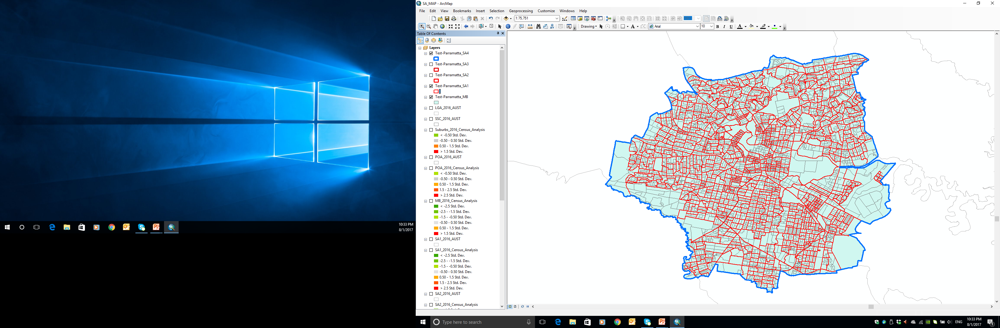 10:33 PM
8/1/2017
SA_MAP - ArcMap
File Edit View Bookmarks Insert Selection Geoprocessing Customize Windows Help
1:75,751
Drawing Arial 10 B I U A
Table Of Contents
Layers
Test-Parramatta_SA4
Test-Parramatta_SA3
Test-Parramatta_SA2
Test-Parramatta_SA1
Test-Parramatta_MB
LGA_2016_AUST
SSC_2016_AUST
Suburbs_2016_Census_Analysis
< -0.50 Std. Dev.
-0.50 - 0.50 Std. Dev.
0.50 - 1.5 Std. Dev.
> 1.5 Std. Dev.
POA_2016_AUST
POA_2016_Census_Analysis
< -0.50 Std. Dev.
-0.50 - 0.50 Std. Dev.
0.50 - 1.5 Std. Dev.
1.5 - 2.5 Std. Dev.
> 2.5 Std. Dev.
MB_2016_Census_Analysis
< -2.5 Std. Dev.
-2.5 - -1.5 Std. Dev.
-1.5 - -0.50 Std. Dev.
-0.50 - 0.50 Std. Dev.
0.50 - 1.5 Std. Dev.
> 1.5 Std. Dev.
SA1_2016_AUST
SA1_2016_Census_Analysis
< -2.5 Std. Dev.
-2.5 - -1.5 Std. Dev.
-1.5 - -0.50 Std. Dev.
-0.50 - 0.50 Std. Dev.
0.50 - 1.5 Std. Dev.
1.5 - 2.5 Std. Dev.
> 2.5 Std. Dev.
SA2_2016_AUST
SA2_2016_Census_Analysis
Type here to search
ENG
10:33 PM
8/1/2017
1